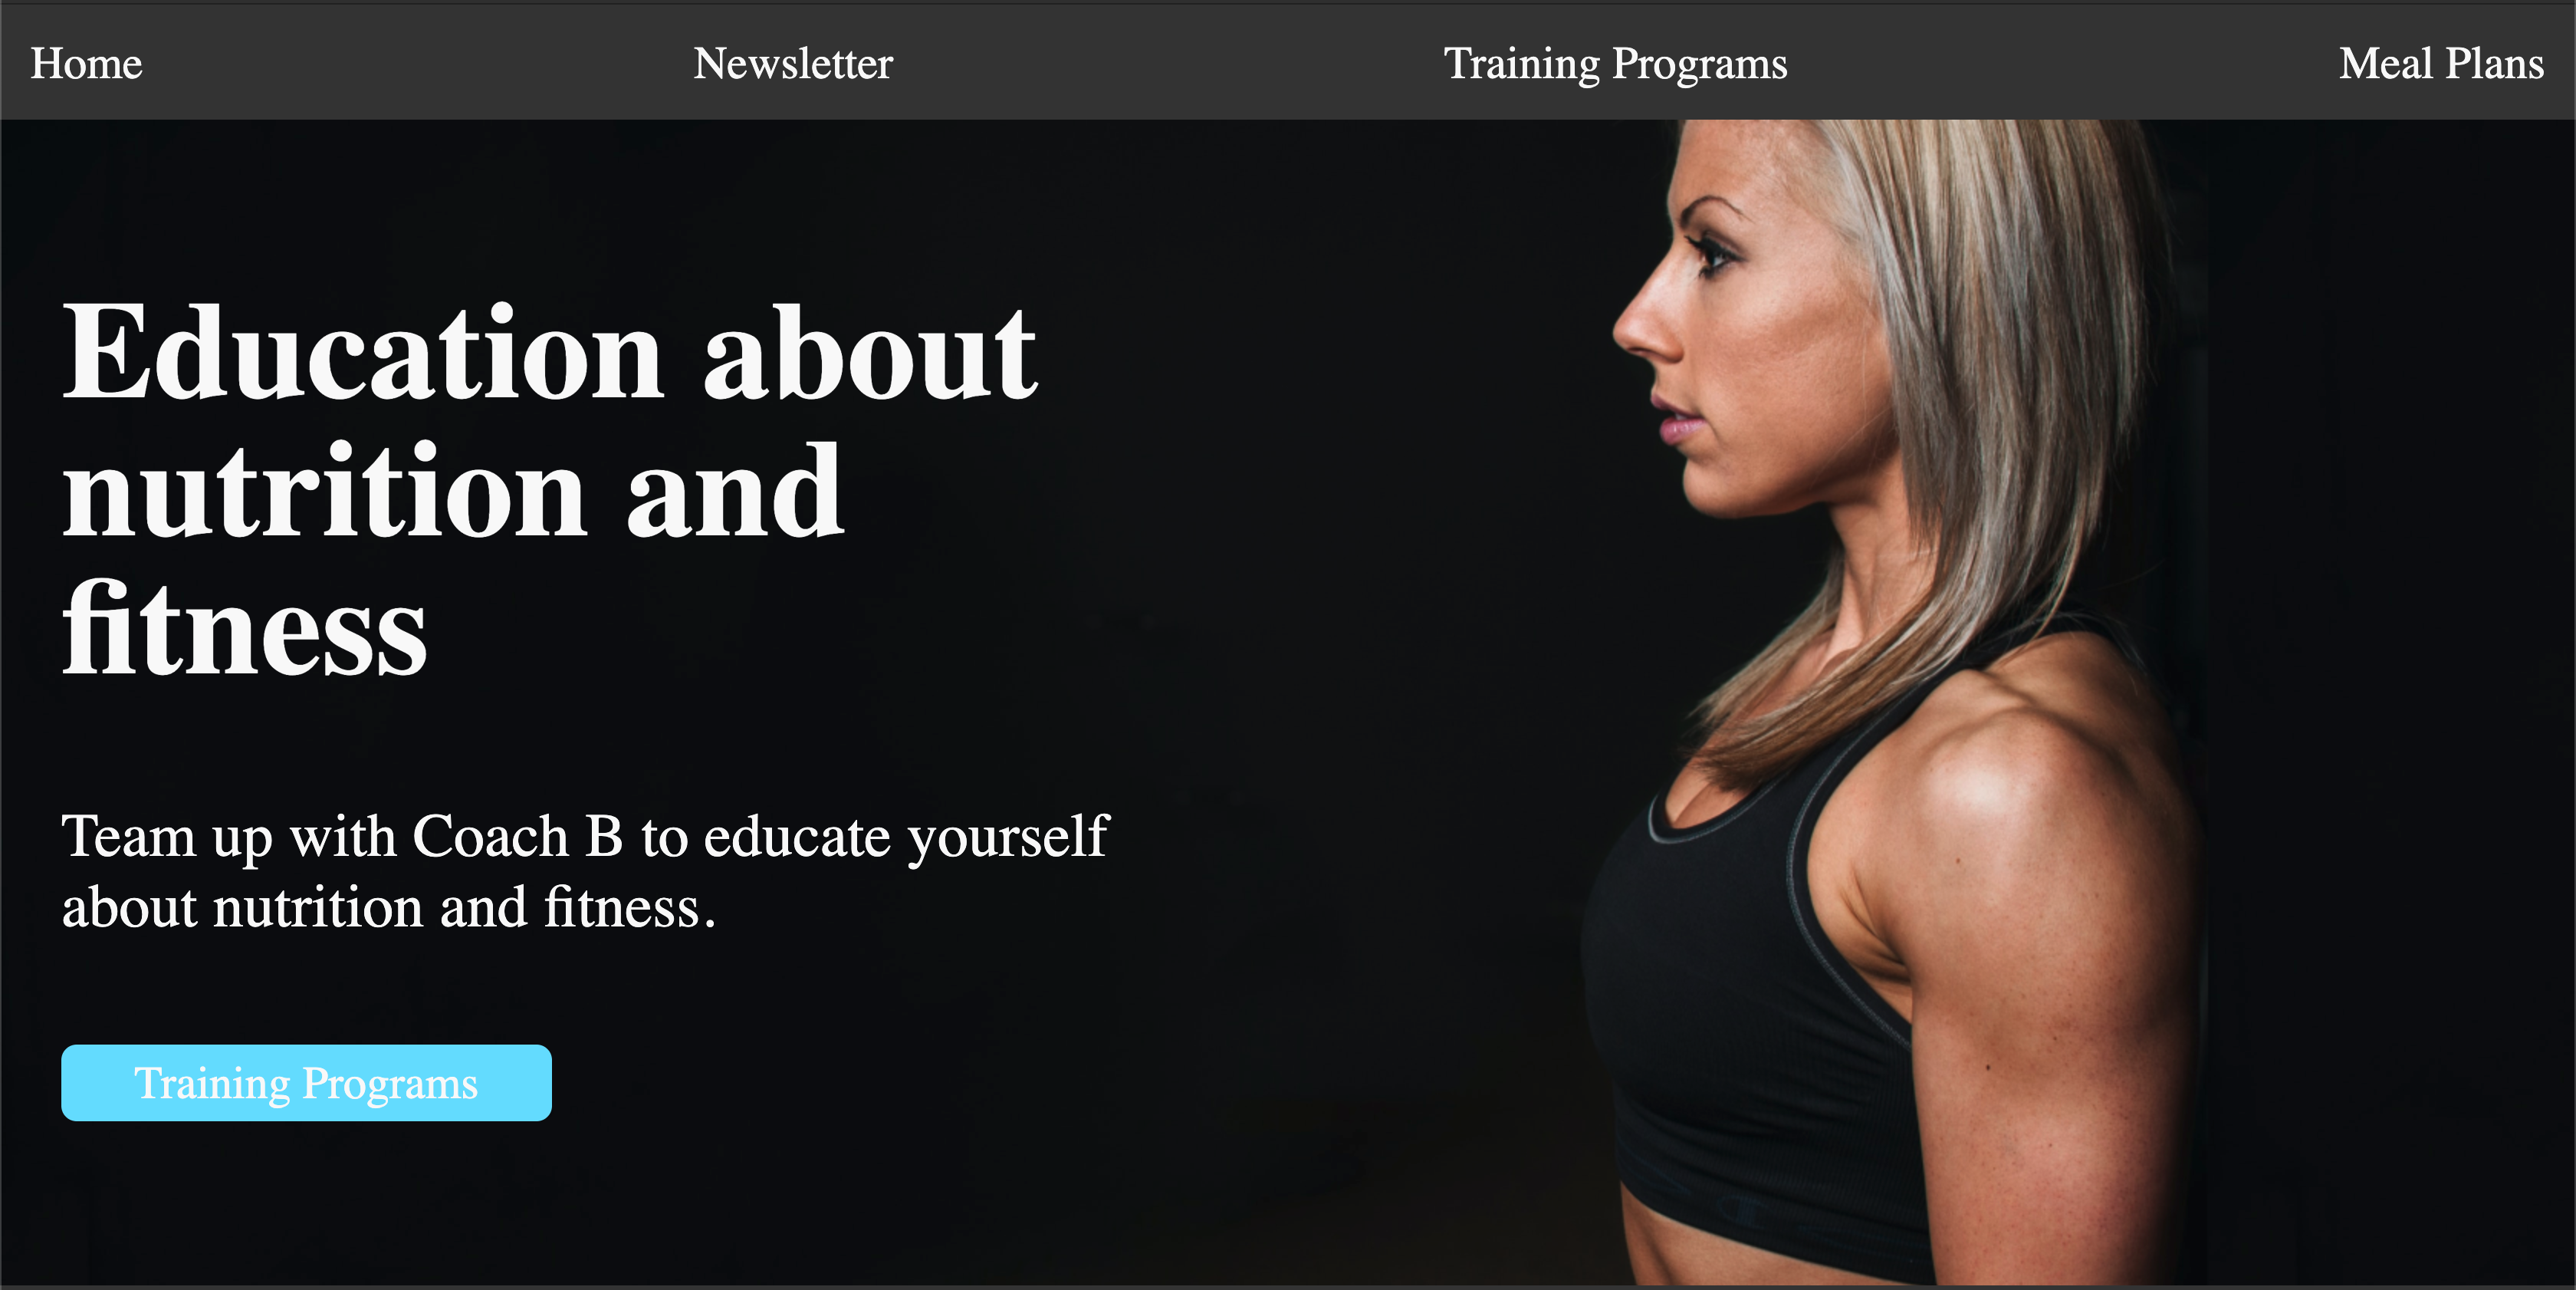 Home
Newsletter
Training Programs
Meal Plans
Education about
nutrition and
fitness
Team up with Coach B to educate yourself
about nutrition and fitness.
Training Programs